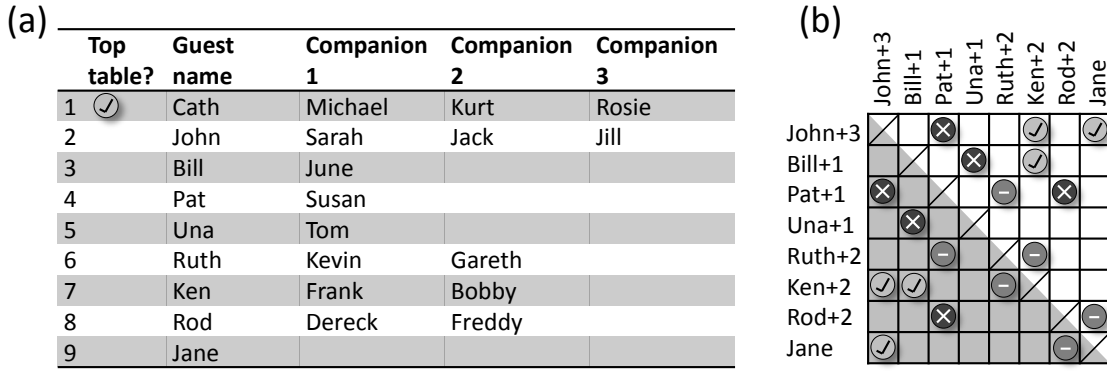 (a)
Top table? Guest name Companion 1 Companion 2 Companion 3
1 Cath Michael Kurt Rosie
2 John Sarah Jack Jill
3 Bill June
4 Pat Susan
5 Una Tom
6 Ruth Kevin Gareth
7 Ken Frank Bobby
8 Rod Dereck Freddy
9 Jane
(b)
John+3 Bill+1 Pat+1 Una+1 Ruth+2 Ken+2 Rod+2 Jane
John+3
Bill+1
Pat+1
Una+1
Ruth+2
Ken+2
Rod+2
Jane